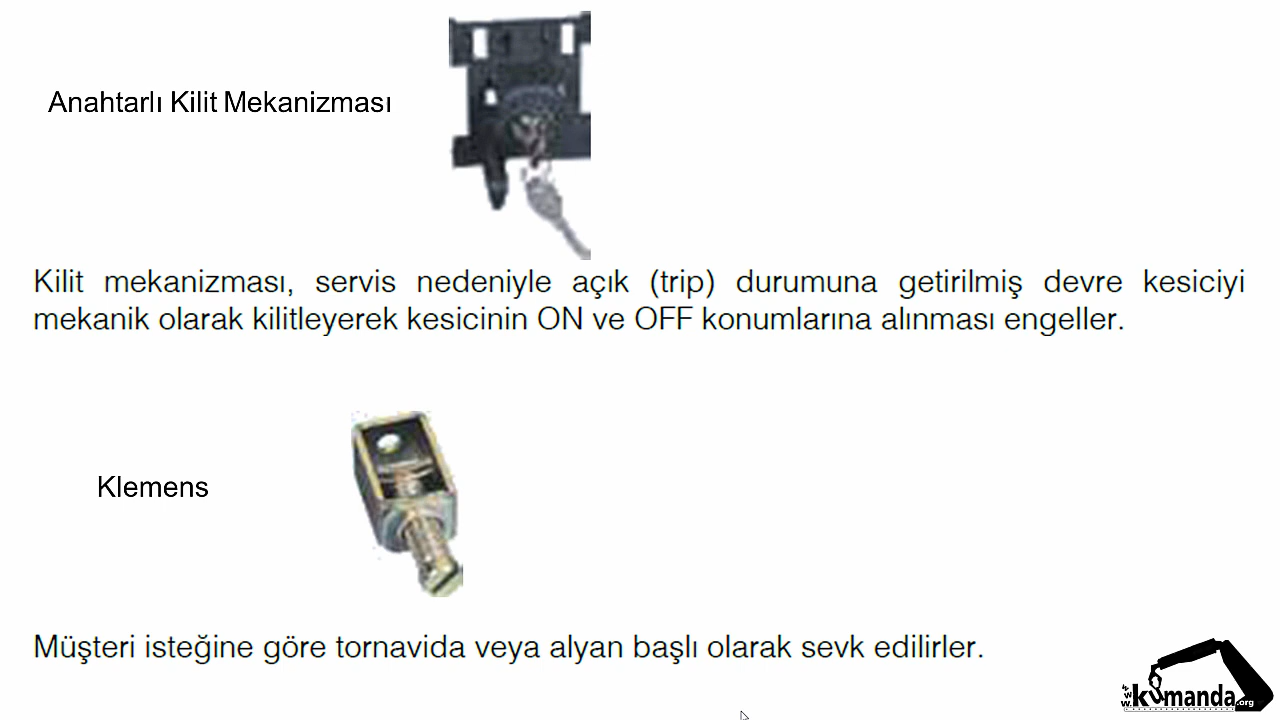 Anahtarlı Kilit Mekanizması
Kilit mekanizması, servis nedeniyle açık (trip) durumuna getirilmiş devre kesiciyi
mekanik olarak kilitleyerek kesicinin ON ve OFF konumlarına alınması engeller.
Klemens
Müşteri isteğine göre tornavida veya alyan başlı olarak sevk edilirler.
www.kumanda.org